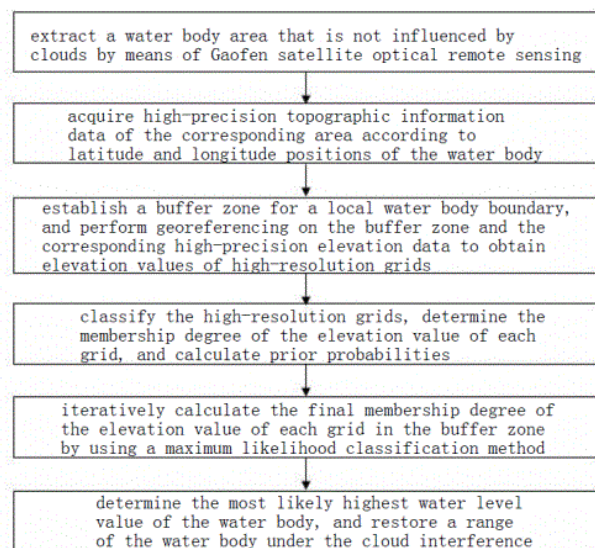 extract a water body area that is not influenced by
clouds by means of Gaofen satellite optical remote sensing
acquire high-precision topographic information
data of the corresponding area according to
latitude and longitude positions of the water body
establish a buffer zone for a local water body boundary,
and perform georeferencing on the buffer zone and the
corresponding high-precision elevation data to obtain
elevation values of high-resolution grids
classify the high-resolution grids, determine the
membership degree of the elevation value of each
grid, and calculate prior probabilities
iteratively calculate the final membership degree of
the elevation value of each grid in the buffer zone
by using a maximum likelihood classification method
determine the most likely highest water level
value of the water body, and restore a range
of the water body under the cloud interference